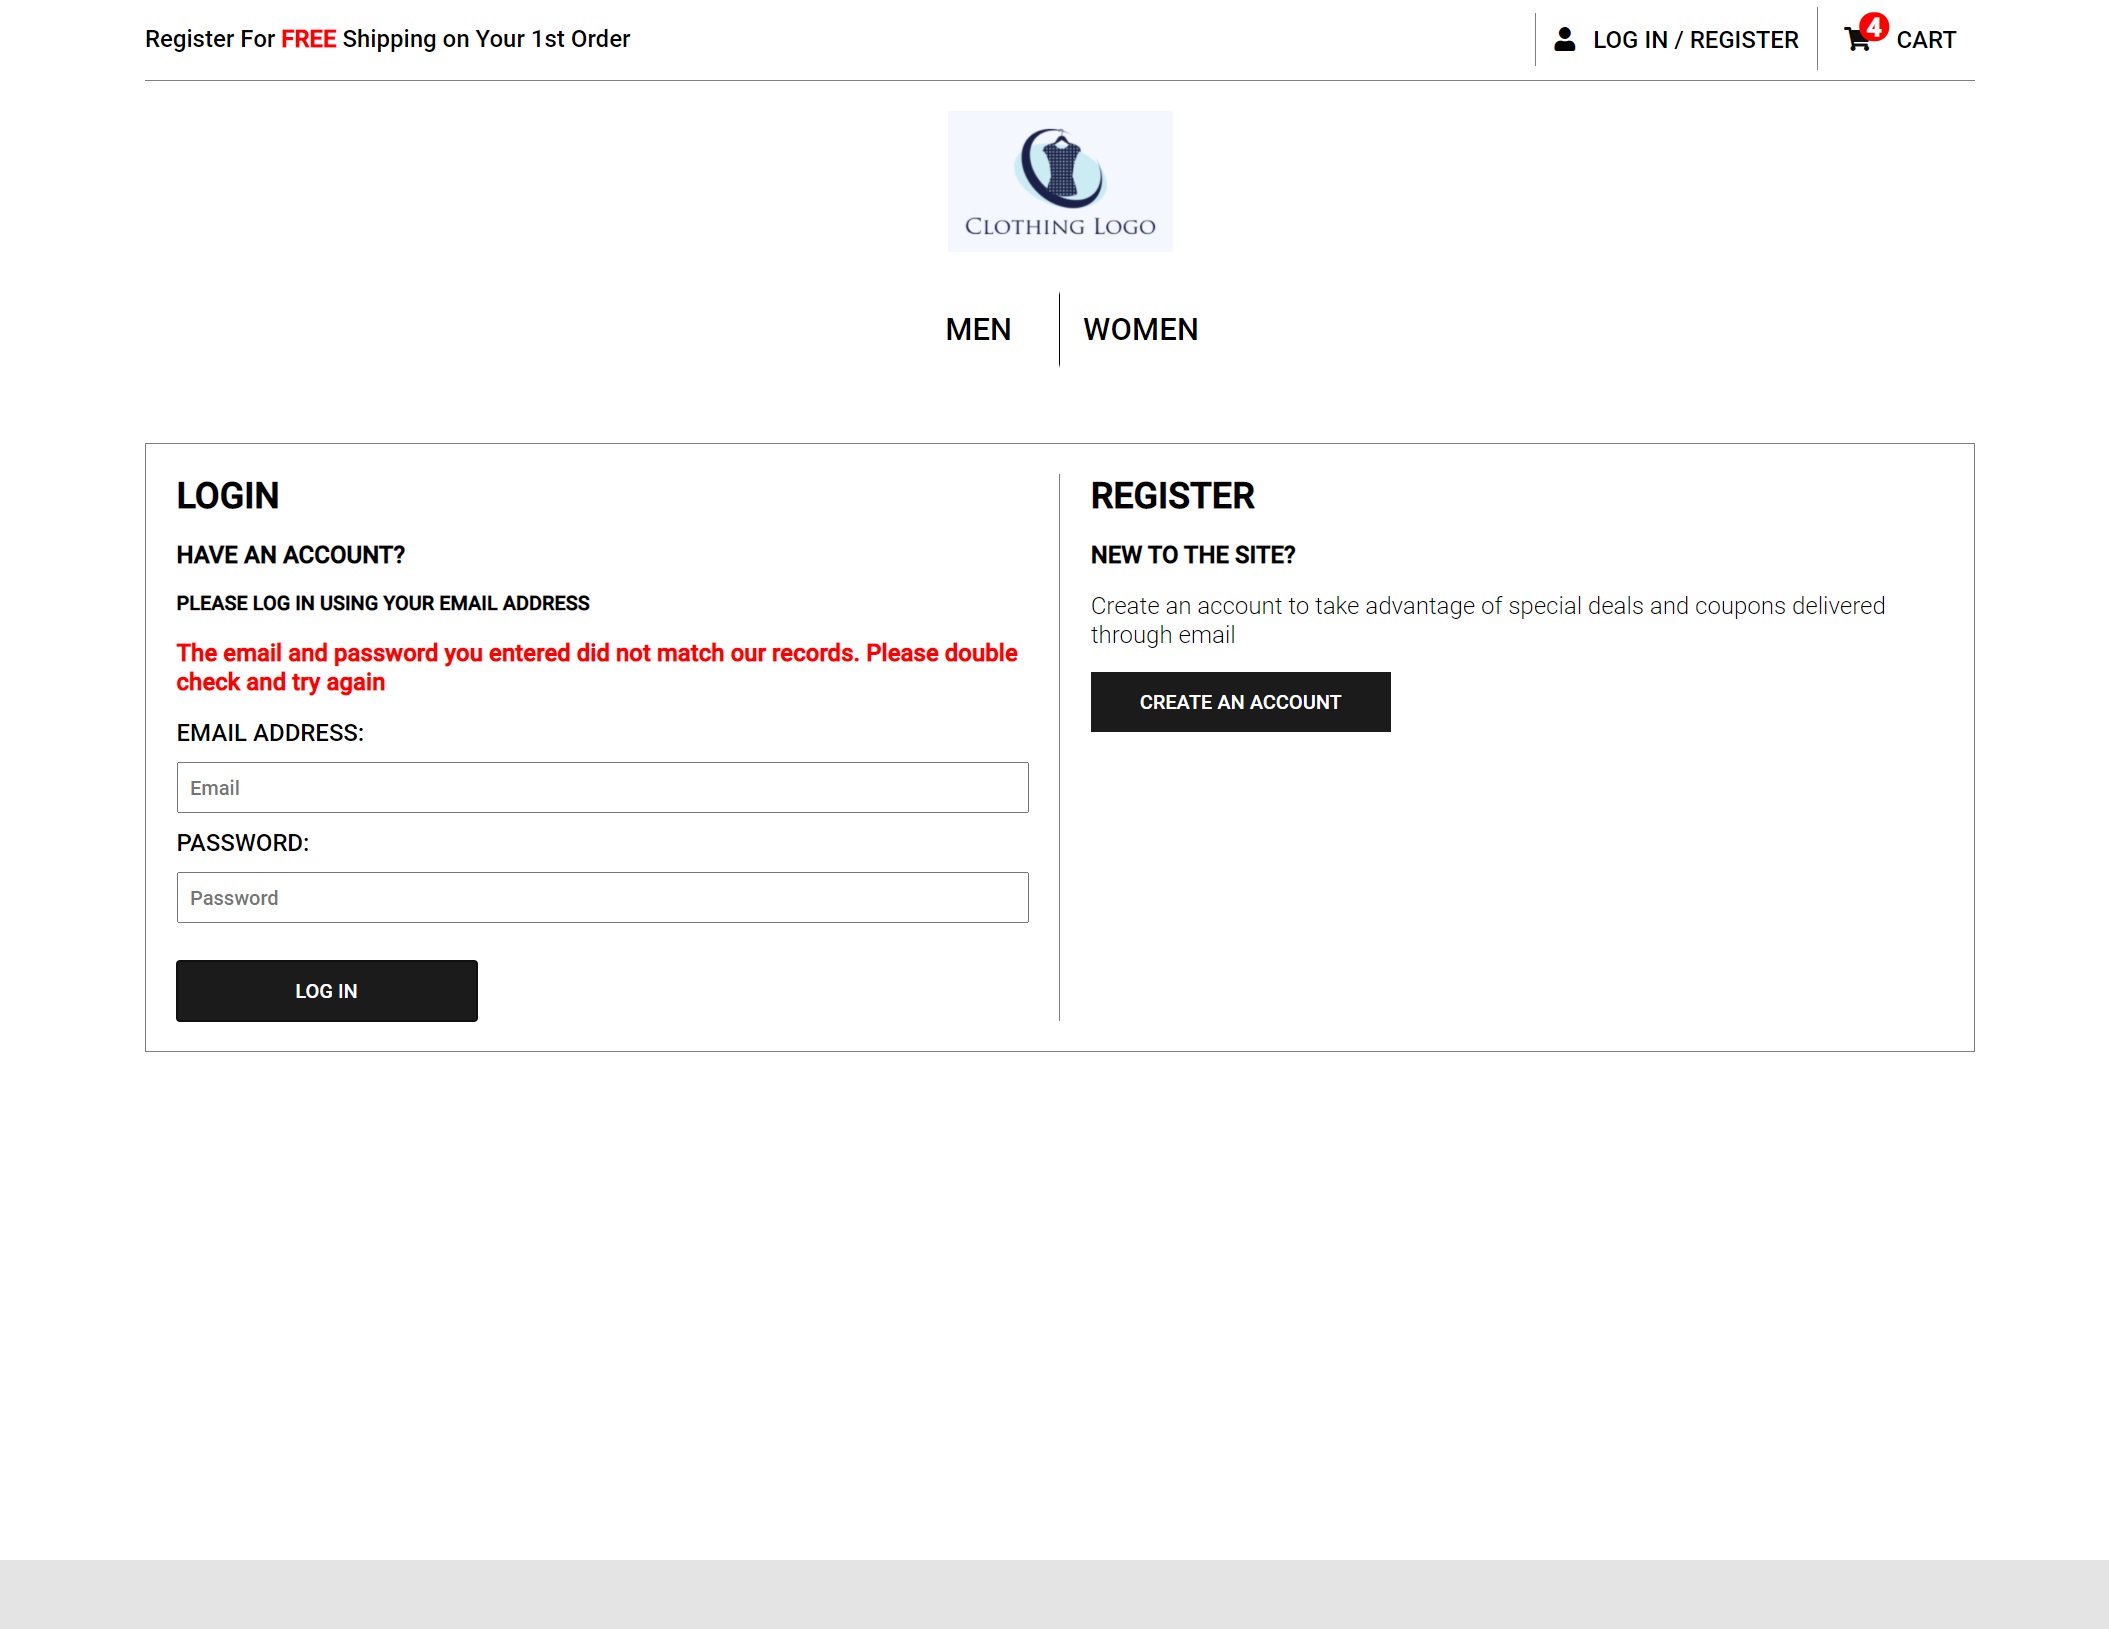 Register For FREE Shipping on Your 1st Order
LOG IN / REGISTER
4
CART
CLOTHING LOGO
MEN
WOMEN
LOGIN
HAVE AN ACCOUNT?
PLEASE LOG IN USING YOUR EMAIL ADDRESS
The email and password you entered did not match our records. Please double
check and try again
EMAIL ADDRESS:
Email
PASSWORD:
Password
LOG IN
REGISTER
NEW TO THE SITE?
Create an account to take advantage of special deals and coupons delivered
through email
CREATE AN ACCOUNT